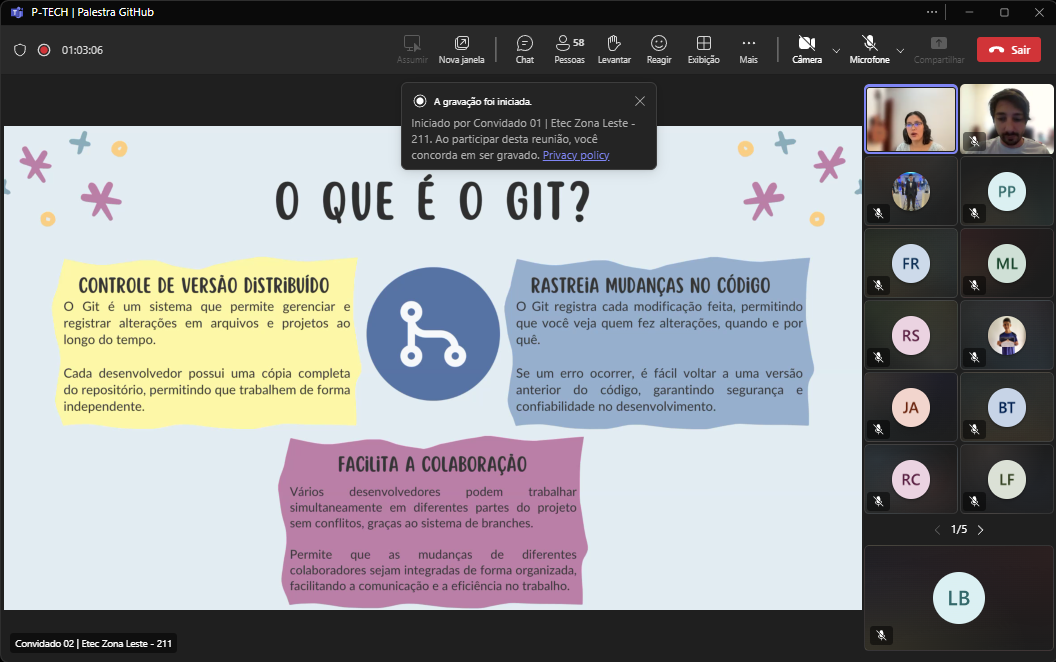 P-TECH | Palestra GitHub
01:03:06
Assumir
Nova janela
Chat
58
Pessoas
Levantar
Reagir
Exibição
Mais
Câmera
Microfone
Compartilhar
Sair
A gravação foi iniciada.
Iniciado por Convidado 01 | Etec Zona Leste -
211. Ao participar desta reunião, você
concorda em ser gravado. Privacy policy
O QUE É O GIT?
CONTROLE DE VERSÃO DISTRIBUÍDO
O Git é um sistema que permite gerenciar e
registrar alterações em arquivos e projetos ao
longo do tempo.
Cada desenvolvedor possui uma cópia completa
do repositório, permitindo que trabalhem de forma
independente.
RASTREIA MUDANÇAS NO CÓDIGO
O Git registra cada modificação feita, permitindo
que você veja quem fez alterações, quando e por
quê.
Se um erro ocorrer, é fácil voltar a uma versão
anterior do código, garantindo segurança e
confiabilidade no desenvolvimento.
FACILITA A COLABORAÇÃO
Vários desenvolvedores podem trabalhar
simultaneamente em diferentes partes do projeto
sem conflitos, graças ao sistema de branches.
Permite que as mudanças de diferentes
colaboradores sejam integradas de forma organizada,
facilitando a comunicação e a eficiência no trabalho.
PP
FR
ML
RS
JA
BT
RC
LF
1/5
LB
Convidado 02 | Etec Zona Leste - 211